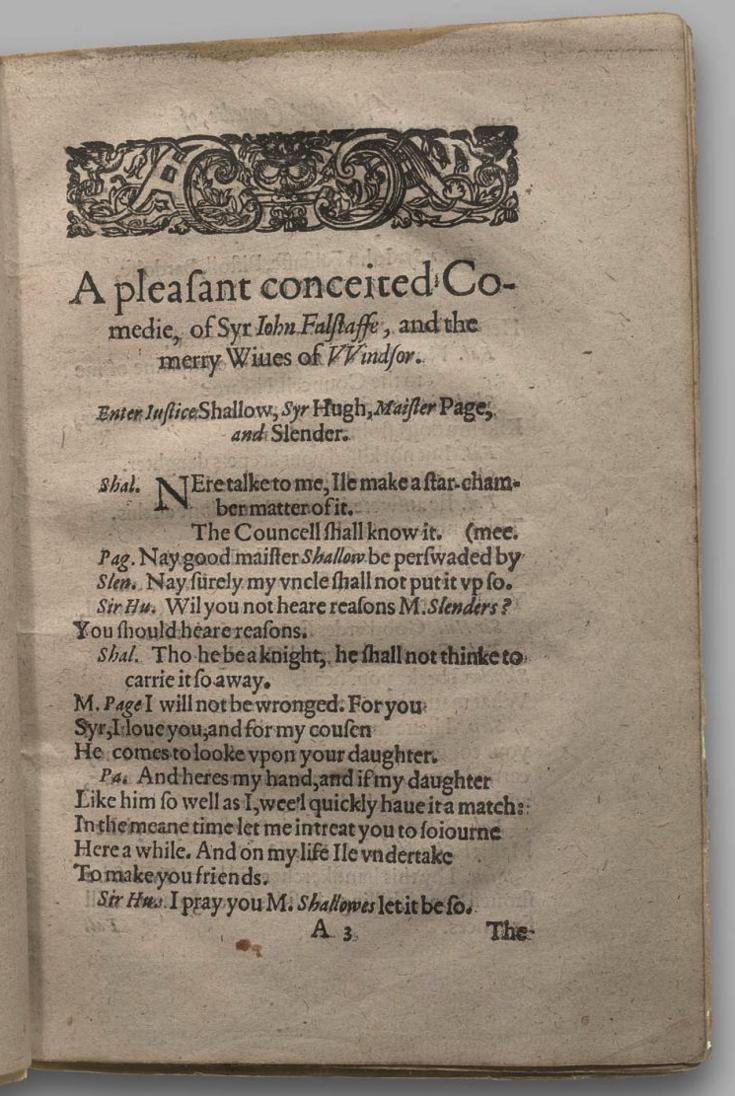 A pleaſant conceited Co-
medie, of Syr Iohn Falſtaffe, and the
merry Wiues of VVindſor.
Enter Iuſtice Shallow, Syr Hugh, Maiſter Page,
and Slender.
Shal. NEre talke to me, Ile make a ſtar-cham-
ber matter of it.
The Councell ſhall know it. (mee.
Pag. Nay good maiſter Shallow be perſwaded by
Slen. Nay ſurely my vncle ſhall not put it vp ſo.
Sir Hu. Wil you not heare reaſons M. Slenders?
You ſhould heare reaſons.
Shal. Tho he be a knight, he ſhall not thinke to
carrie it ſo away.
M. Page I will not be wronged. For you
Syr, I loue you, and for my couſen
He comes to looke vpon your daughter.
Pa. And heres my hand, and if my daughter
Like him ſo well as I, wee'l quickly haue it a match:
In the meane time let me intreat you to ſoiourne
Here a while. And on my life Ile vndertake
To make you friends.
Sir Hu. I pray you M. Shallowes let it be ſo.
A 3 The